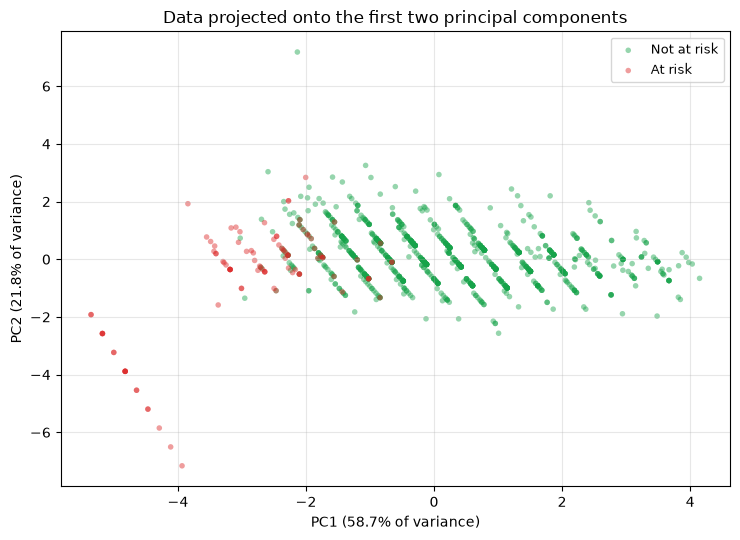 Data projected onto the first two principal components
Not at risk
At risk
PC2 (21.8% of variance)
6
4
2
0
−2
−4
−6
−4
−2
0
2
4
PC1 (58.7% of variance)